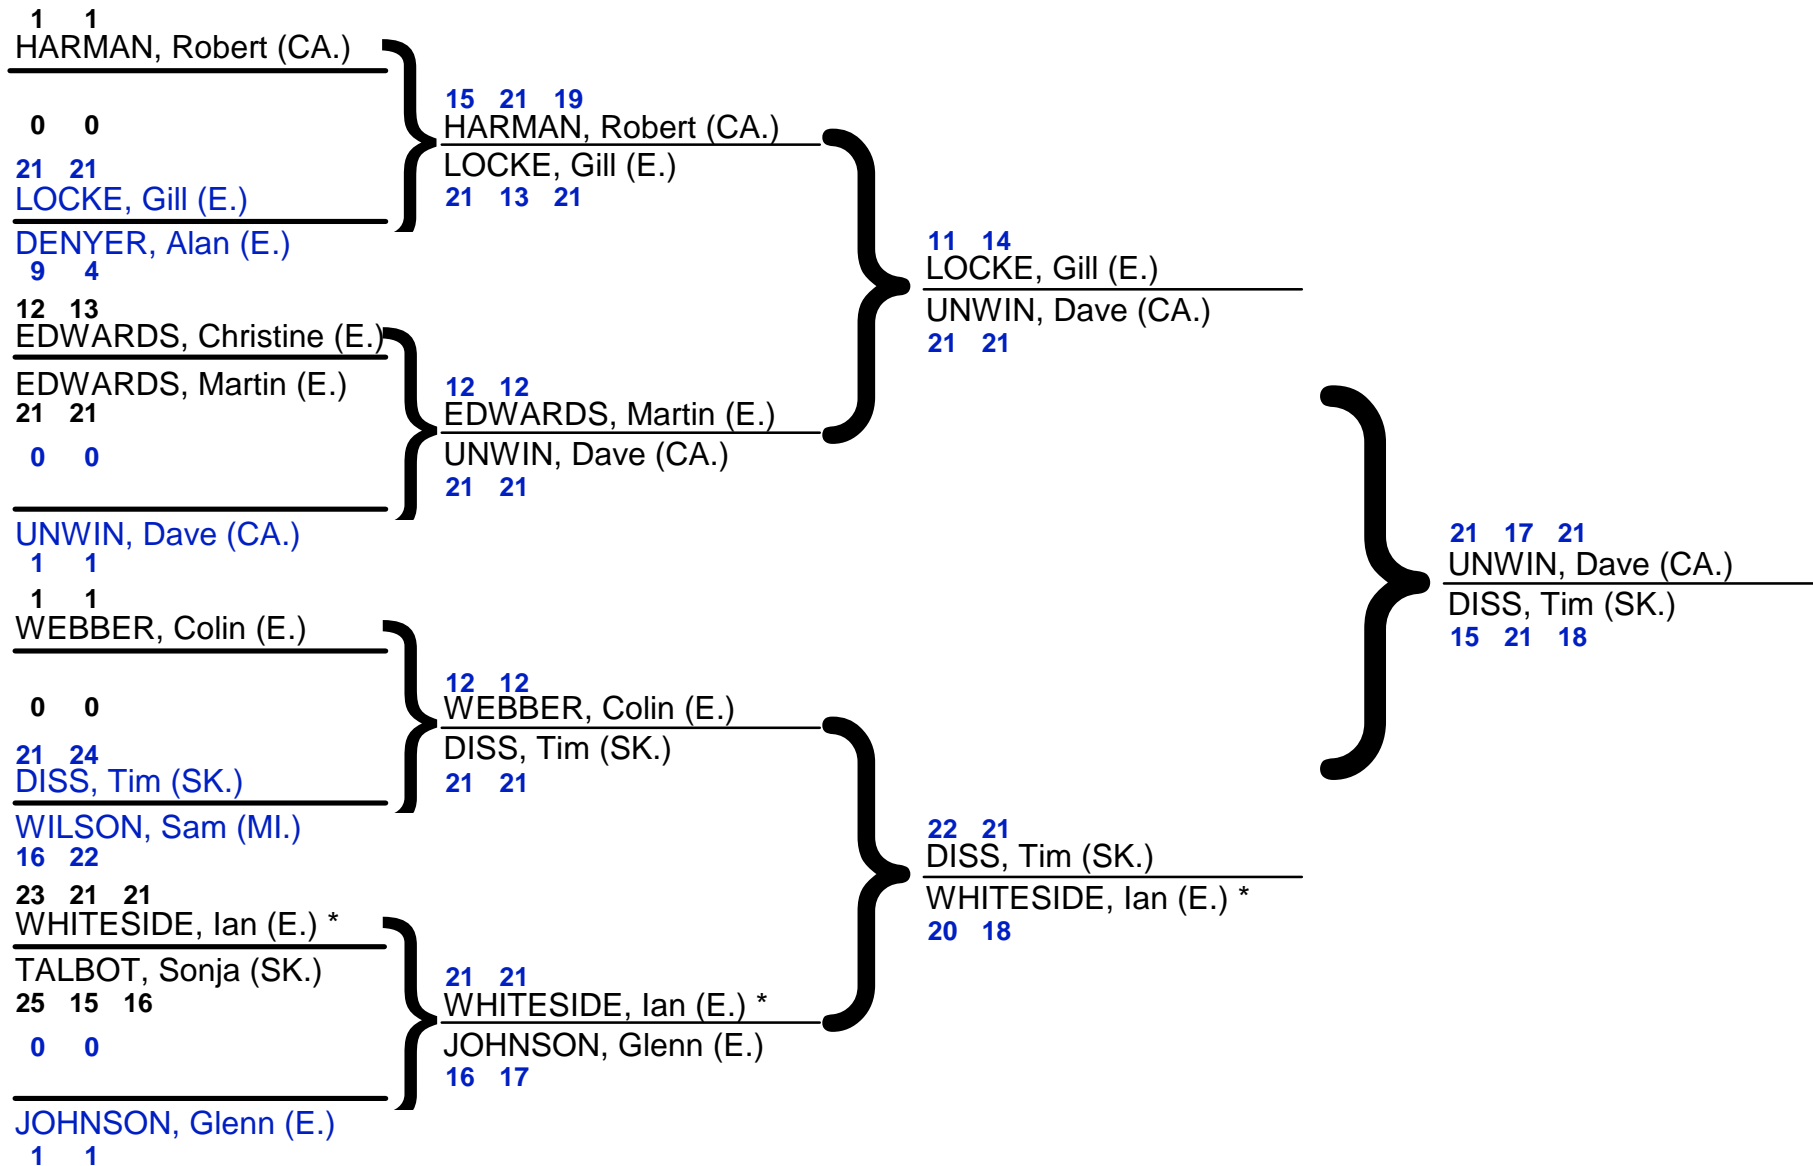 1 1
HARMAN, Robert (CA.)
0 0
21 21
LOCKE, Gill (E.)
DENYER, Alan (E.)
9 4
12 13
EDWARDS, Christine (E.)
EDWARDS, Martin (E.)
21 21
0 0
UNWIN, Dave (CA.)
1 1
1 1
WEBBER, Colin (E.)
0 0
21 24
DISS, Tim (SK.)
WILSON, Sam (MI.)
16 22
23 21 21
WHITESIDE, Ian (E.) *
TALBOT, Sonja (SK.)
25 15 16
0 0
JOHNSON, Glenn (E.)
1 1
15 21 19
HARMAN, Robert (CA.)
LOCKE, Gill (E.)
21 13 21
12 12
EDWARDS, Martin (E.)
UNWIN, Dave (CA.)
21 21
12 12
WEBBER, Colin (E.)
DISS, Tim (SK.)
21 21
21 21
WHITESIDE, Ian (E.) *
JOHNSON, Glenn (E.)
16 17
11 14
LOCKE, Gill (E.)
UNWIN, Dave (CA.)
21 21
22 21
DISS, Tim (SK.)
WHITESIDE, Ian (E.) *
20 18
21 17 21
UNWIN, Dave (CA.)
DISS, Tim (SK.)
15 21 18